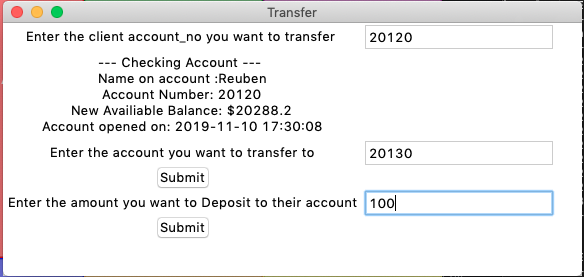 Transfer
Enter the client account_no you want to transfer 20120
--- Checking Account ---
Name on account :Reuben
Account Number: 20120
New Availiable Balance: $20288.2
Account opened on: 2019-11-10 17:30:08
Enter the account you want to transfer to 20130
Submit
Enter the amount you want to Deposit to their account 100
Submit